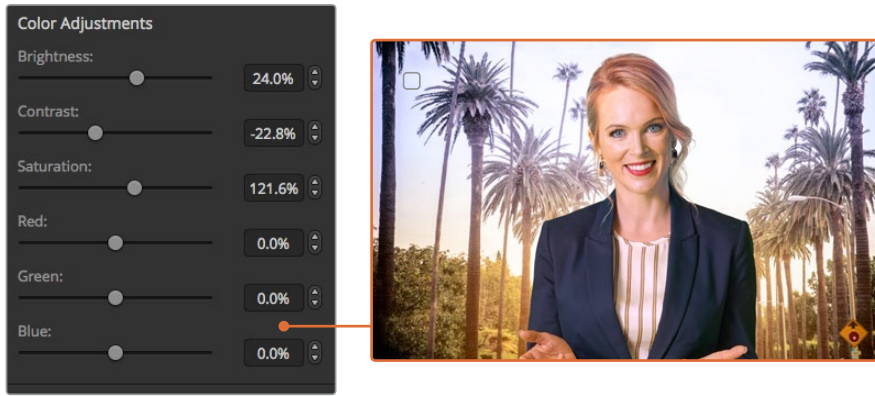 Color Adjustments
Brightness:
24.0%
Contrast:
-22.8%
Saturation:
121.6%
Red:
0.0%
Green:
0.0%
Blue:
0.0%